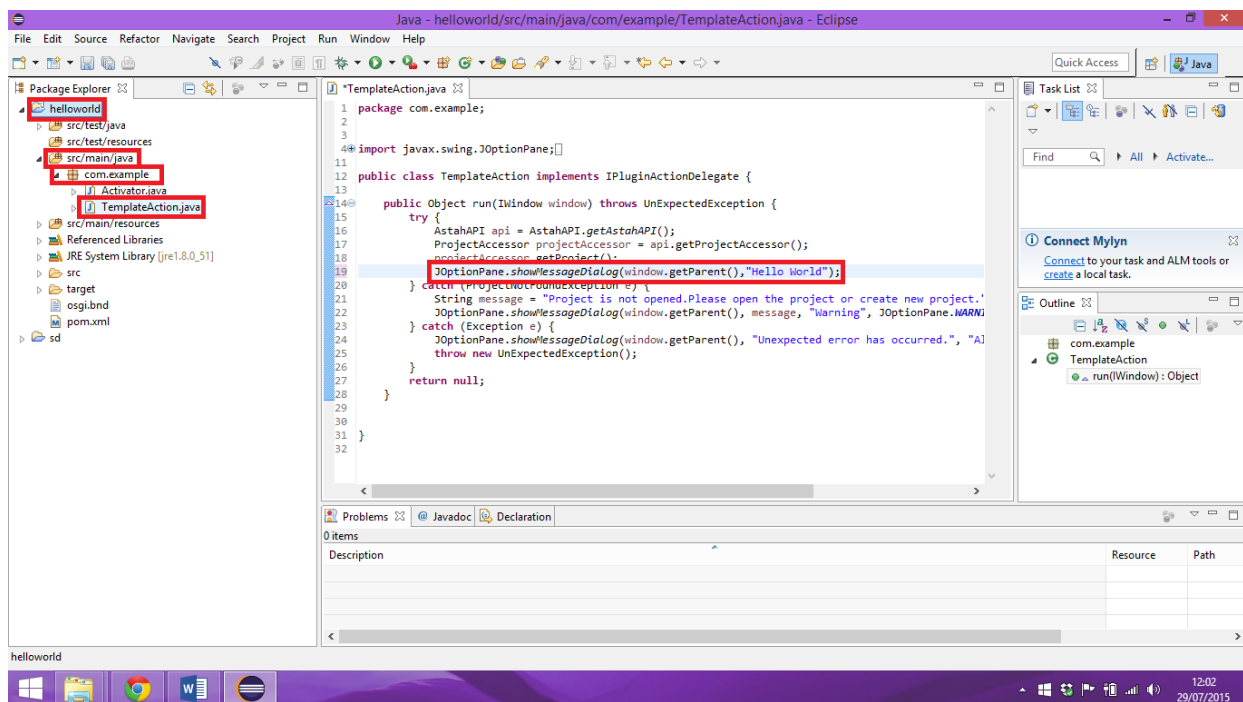 Java - helloworld/src/main/java/com/example/TemplateAction.java - Eclipse
File Edit Source Refactor Navigate Search Project Run Window Help
Quick Access
Java
Package Explorer
helloworld
src/test/java
src/test/resources
src/main/java
com.example
Activator.java
TemplateAction.java
src/main/resources
Referenced Libraries
JRE System Library [jre1.8.0_51]
src
target
osgi.bnd
pom.xml
sd
*TemplateAction.java
1 package com.example;
2
3
4 import javax.swing.JOptionPane;
11
12 public class TemplateAction implements IPluginActionDelegate {
13
14 public Object run(IWindow window) throws UnExpectedException {
15 try {
16 AstahAPI api = AstahAPI.getAstahAPI();
17 ProjectAccessor projectAccessor = api.getProjectAccessor();
18 projectAccessor.getProject();
19 JOptionPane.showMessageDialog(window.getParent(),"Hello World");
20 } catch (ProjectNotFoundException e) {
21 String message = "Project is not opened.Please open the project or create new project."
22 JOptionPane.showMessageDialog(window.getParent(), message, "Warning", JOptionPane.WARNI
23 } catch (Exception e) {
24 JOptionPane.showMessageDialog(window.getParent(), "Unexpected error has occurred.", "Al
25 throw new UnExpectedException();
26 }
27 return null;
28 }
29
30
31 }
32
Task List
Find All Activate...
Connect Mylyn
Connect to your task and ALM tools or
create a local task.
Outline
com.example
TemplateAction
run(IWindow) : Object
Problems Javadoc Declaration
0 items
Description Resource Path
helloworld
12:02
29/07/2015